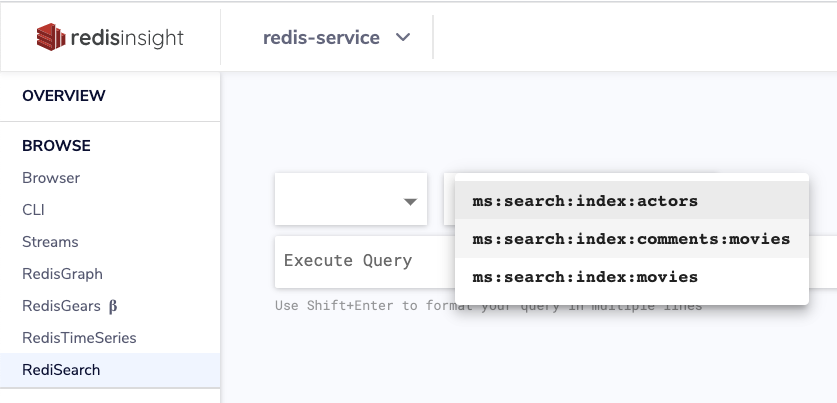 redisinsight
redis-service
OVERVIEW
BROWSE
Browser
CLI
Streams
RedisGraph
RedisGears β
RedisTimeSeries
RediSearch
ms:search:index:actors
ms:search:index:comments:movies
ms:search:index:movies
Execute Query
Use Shift+Enter to format your query in multiple lines